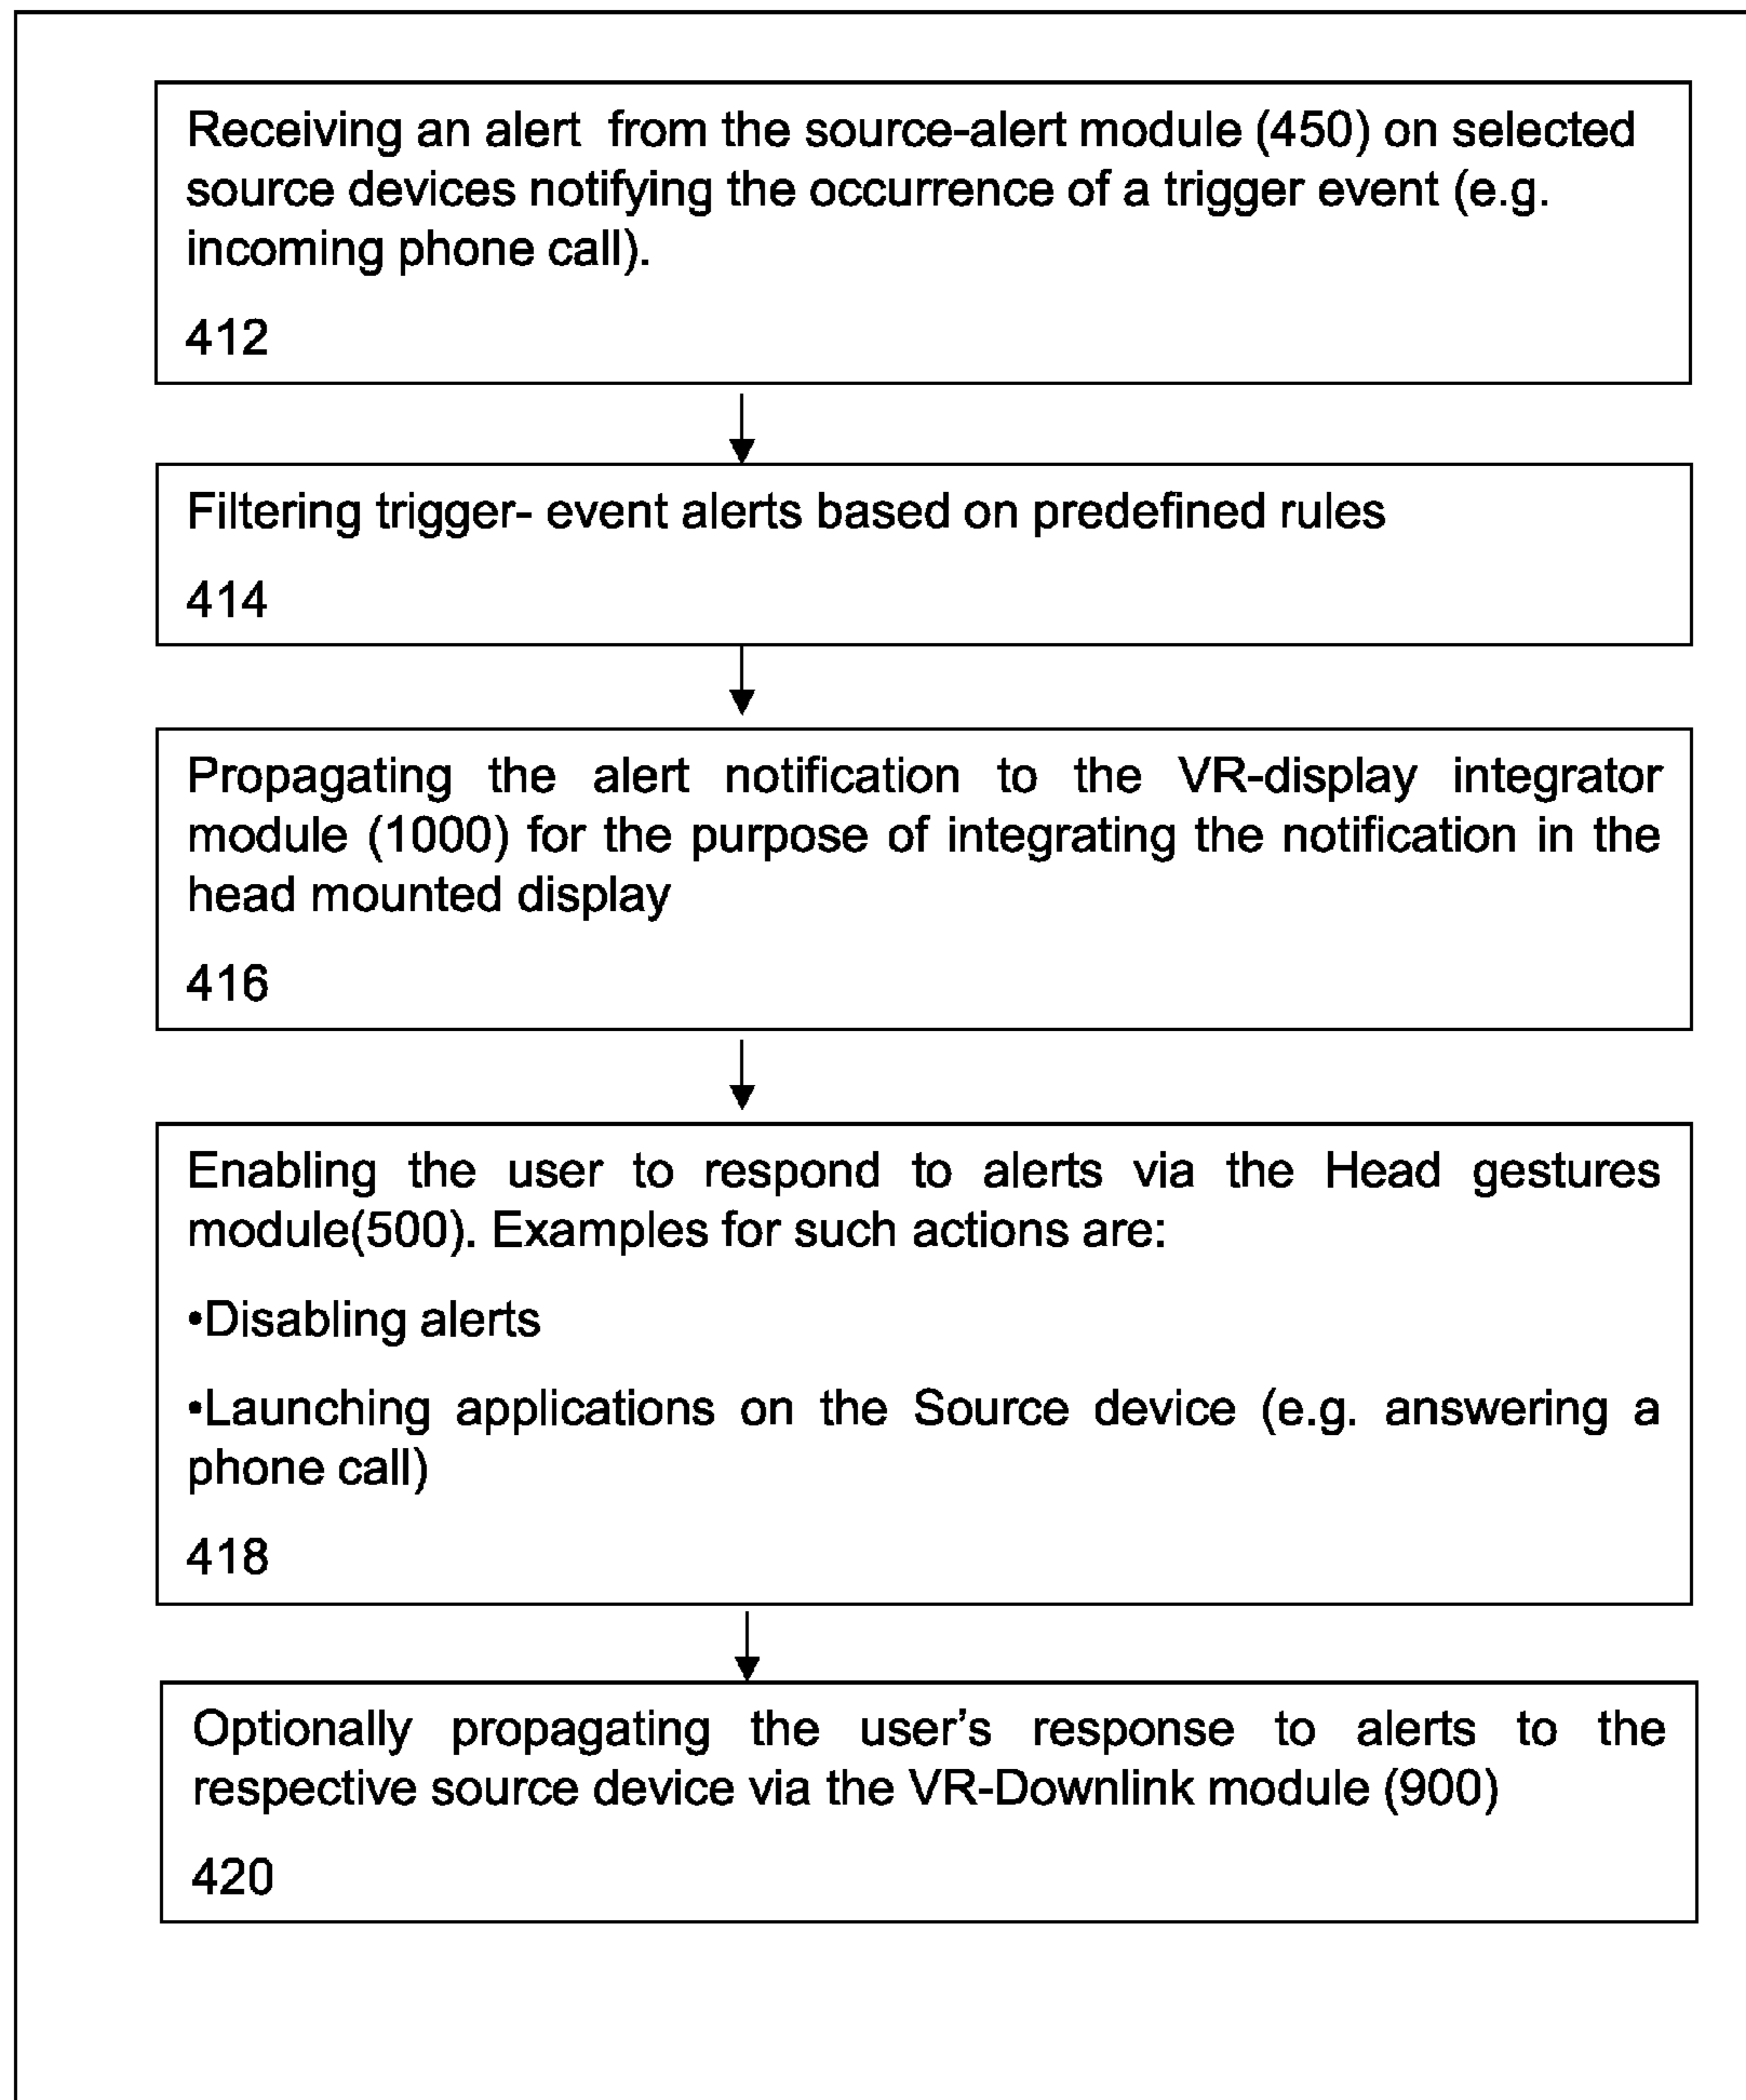 Receiving an alert from the source-alert module (450) on selected
source devices notifying the occurrence of a trigger event (e.g.
incoming phone call).
412
Filtering trigger- event alerts based on predefined rules
414
Propagating the alert notification to the VR-display integrator
module (1000) for the purpose of integrating the notification in the
head mounted display
416
Enabling the user to respond to alerts via the Head gestures
module(500). Examples for such actions are:
•Disabling alerts
•Launching applications on the Source device (e.g. answering a
phone call)
418
Optionally propagating the user’s response to alerts to the
respective source device via the VR-Downlink module (900)
420